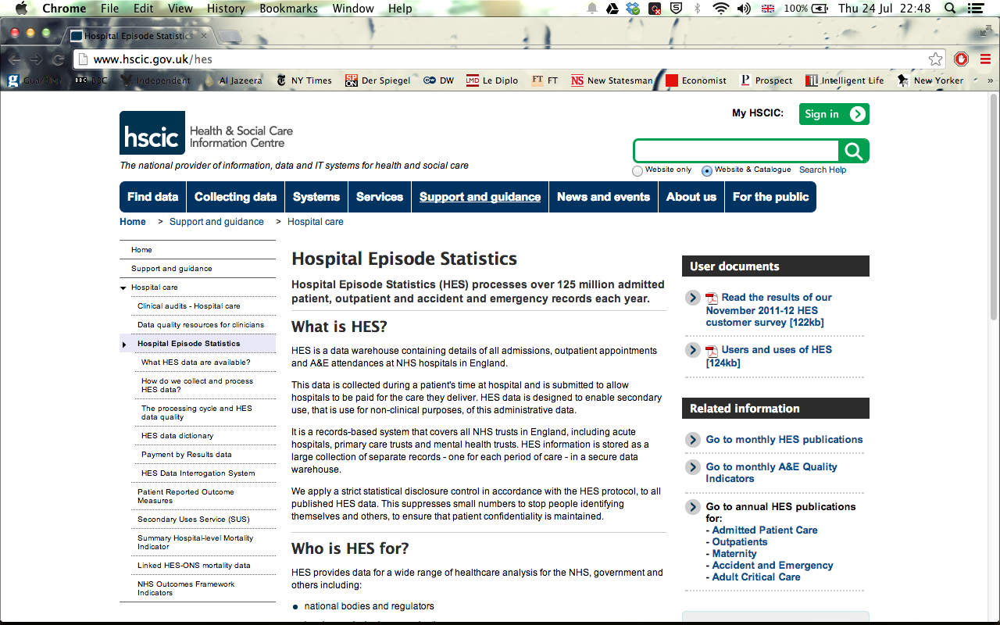 Chrome File Edit View History Bookmarks Window Help 100% Thu 24 Jul 22:48
Hospital Episode Statistics
www.hscic.gov.uk/hes
Guardian BBC BBC Independent Al Jazeera NY Times SPON Der Spiegel DW DW LMD Le Diplo FT FT NS New Statesman Economist P Prospect iL Intelligent Life New Yorker »
My HSCIC: Sign in
hscic Health & Social Care
Information Centre
The national provider of information, data and IT systems for health and social care
Website only Website & Catalogue Search Help
Find data Collecting data Systems Services Support and guidance News and events About us For the public
Home > Support and guidance > Hospital care
Home
Support and guidance
Hospital care
Clinical audits - Hospital care
Data quality resources for clinicians
Hospital Episode Statistics
What HES data are available?
How do we collect and process
HES data?
The processing cycle and HES
data quality
HES data dictionary
Payment by Results data
HES Data Interrogation System
Patient Reported Outcome
Measures
Secondary Uses Service (SUS)
Summary Hospital-level Mortality
Indicator
Linked HES-ONS mortality data
NHS Outcomes Framework
Indicators
Hospital Episode Statistics
Hospital Episode Statistics (HES) processes over 125 million admitted
patient, outpatient and accident and emergency records each year.
What is HES?
HES is a data warehouse containing details of all admissions, outpatient appointments
and A&E attendances at NHS hospitals in England.
This data is collected during a patient's time at hospital and is submitted to allow
hospitals to be paid for the care they deliver. HES data is designed to enable secondary
use, that is use for non-clinical purposes, of this administrative data.
It is a records-based system that covers all NHS trusts in England, including acute
hospitals, primary care trusts and mental health trusts. HES information is stored as a
large collection of separate records - one for each period of care - in a secure data
warehouse.
We apply a strict statistical disclosure control in accordance with the HES protocol, to all
published HES data. This suppresses small numbers to stop people identifying
themselves and others, to ensure that patient confidentiality is maintained.
Who is HES for?
HES provides data for a wide range of healthcare analysis for the NHS, government and
others including:
national bodies and regulators
User documents
Read the results of our
November 2011-12 HES
customer survey [122kb]
Users and uses of HES
[124kb]
Related information
Go to monthly HES publications
Go to monthly A&E Quality
Indicators
Go to annual HES publications
for:
- Admitted Patient Care
- Outpatients
- Maternity
- Accident and Emergency
- Adult Critical Care